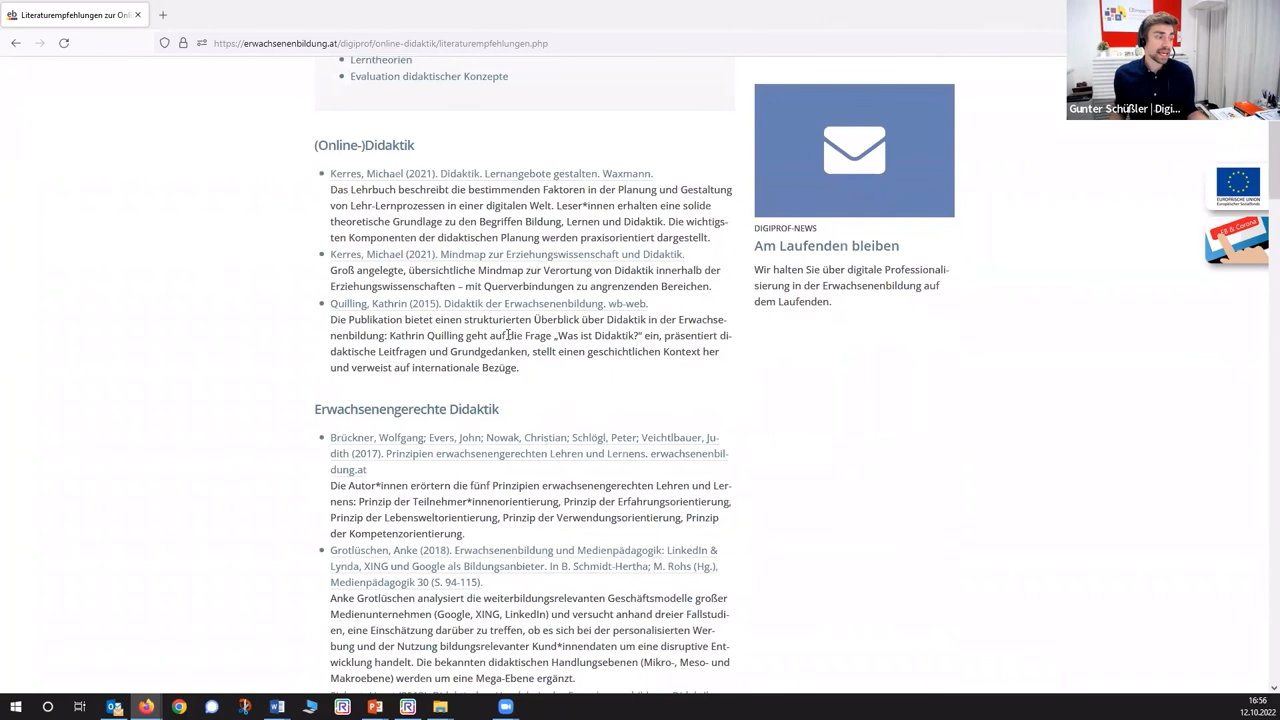 Literaturempfehlungen zur Onl
https://erwachsenenbildung.at/digiprof/online-didaktik/literaturempfehlungen.php
Gunter Schüßler | Digi...
Lerntheorien
Evaluation didaktischer Konzepte
(Online-)Didaktik
Kerres, Michael (2021). Didaktik. Lernangebote gestalten. Waxmann.
Das Lehrbuch beschreibt die bestimmenden Faktoren in der Planung und Gestaltung
von Lehr-Lernprozessen in einer digitalen Welt. Leser*innen erhalten eine solide
theoretische Grundlage zu den Begriffen Bildung, Lernen und Didaktik. Die wichtigs-
ten Komponenten der didaktischen Planung werden praxisorientiert dargestellt.
Kerres, Michael (2021). Mindmap zur Erziehungswissenschaft und Didaktik.
Groß angelegte, übersichtliche Mindmap zur Verortung von Didaktik innerhalb der
Erziehungswissenschaften – mit Querverbindungen zu angrenzenden Bereichen.
Quilling, Kathrin (2015). Didaktik der Erwachsenenbildung. wb-web.
Die Publikation bietet einen strukturierten Überblick über Didaktik in der Erwachse-
nenbildung: Kathrin Quilling geht auf die Frage „Was ist Didaktik?“ ein, präsentiert di-
daktische Leitfragen und Grundgedanken, stellt einen geschichtlichen Kontext her
und verweist auf internationale Bezüge.
Erwachsenengerechte Didaktik
Brückner, Wolfgang; Evers, John; Nowak, Christian; Schlögl, Peter; Veichtlbauer, Ju-
dith (2017). Prinzipien erwachsenengerechten Lehren und Lernens. erwachsenenbil-
dung.at
Die Autor*innen erörtern die fünf Prinzipien erwachsenengerechten Lehren und Ler-
nens: Prinzip der Teilnehmer*innenorientierung, Prinzip der Erfahrungsorientierung,
Prinzip der Lebensweltorientierung, Prinzip der Verwendungsorientierung, Prinzip
der Kompetenzorientierung.
Grotlüschen, Anke (2018). Erwachsenenbildung und Medienpädagogik: LinkedIn &
Lynda, XING und Google als Bildungsanbieter. In B. Schmidt-Hertha; M. Rohs (Hg.),
Medienpädagogik 30 (S. 94-115).
Anke Grotlüschen analysiert die weiterbildungsrelevanten Geschäftsmodelle großer
Medienunternehmen (Google, XING, LinkedIn) und versucht anhand dreier Fallstudi-
en, eine Einschätzung darüber zu treffen, ob es sich bei der personalisierten Wer-
bung und der Nutzung bildungsrelevanter Kund*innendaten um eine disruptive Ent-
wicklung handelt. Die bekannten didaktischen Handlungsebenen (Mikro-, Meso- und
Makroebene) werden um eine Mega-Ebene ergänzt.
DIGIPROF-NEWS
Am Laufenden bleiben
Wir halten Sie über digitale Professionali-
sierung in der Erwachsenenbildung auf
dem Laufenden.
EUROPÄISCHE UNION
Europäischer Sozialfonds
EB & Corona
16:56
12.10.2022